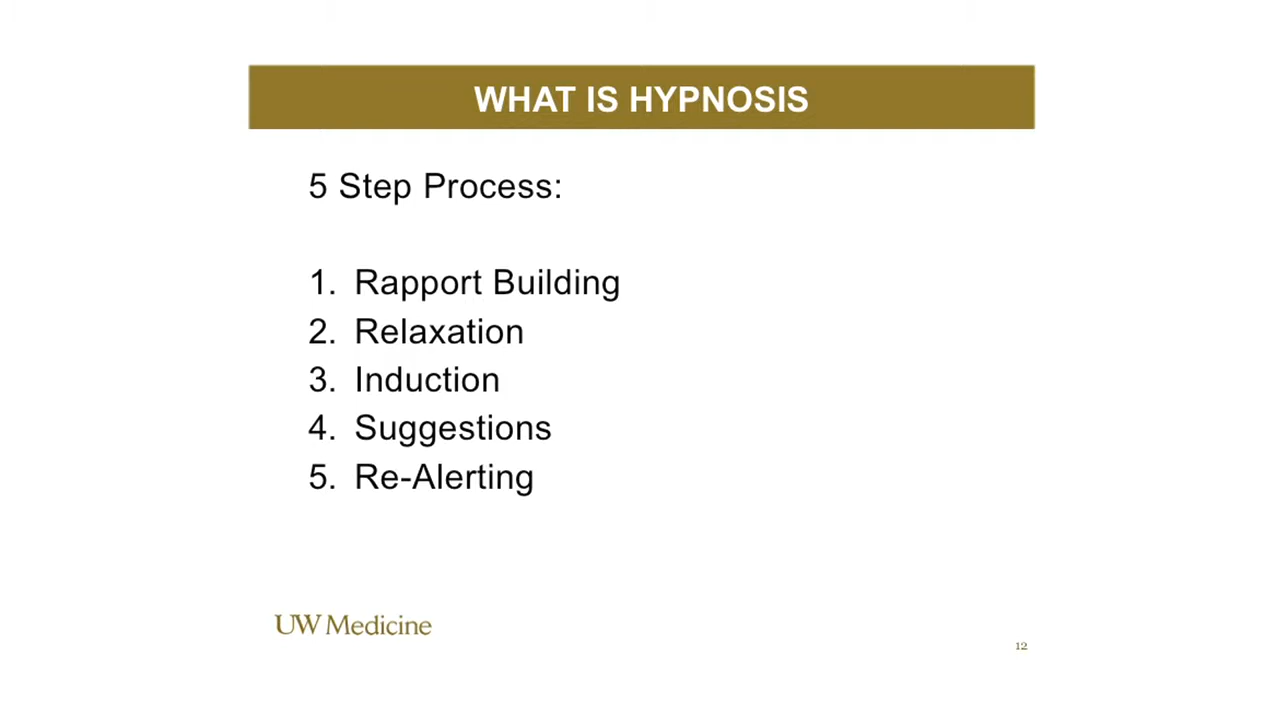 WHAT IS HYPNOSIS
5 Step Process:
1. Rapport Building
2. Relaxation
3. Induction
4. Suggestions
5. Re-Alerting
UW Medicine
12